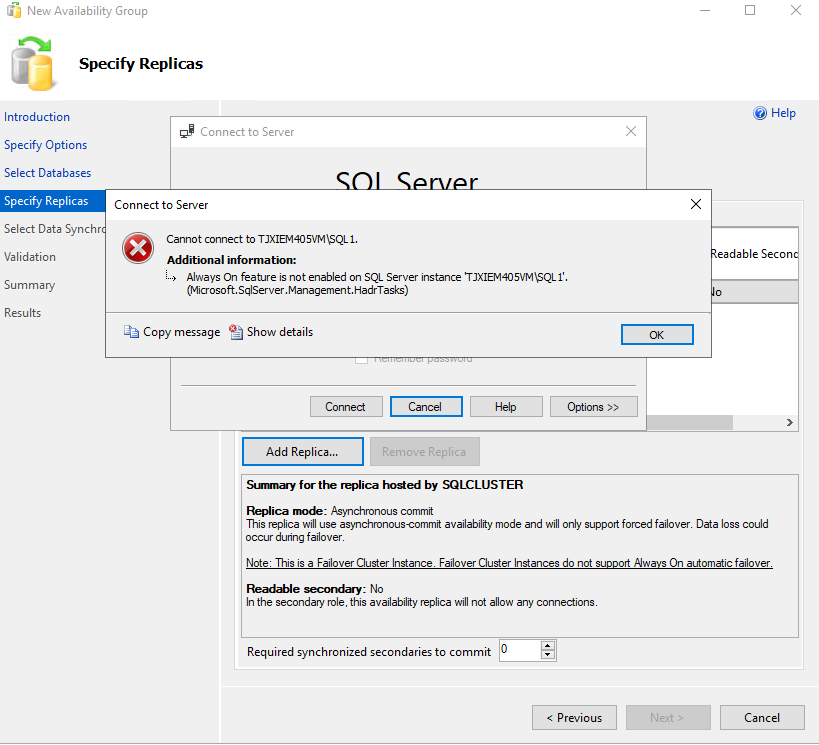 New Availability Group
Specify Replicas
Introduction
Specify Options
Select Databases
Specify Replicas
Select Data Synchro
Validation
Summary
Results
Help
Connect to Server
SQL Server
Connect to Server
Cannot connect to TJXIEM405VM\SQL1.
Additional information:
Always On feature is not enabled on SQL Server instance 'TJXIEM405VM\SQL1'.
(Microsoft.SqlServer.Management.HadrTasks)
Copy message
Show details
OK
Readable Second
No
Remember password
Connect
Cancel
Help
Options >>
Add Replica...
Remove Replica
Summary for the replica hosted by SQLCLUSTER
Replica mode: Asynchronous commit
This replica will use asynchronous-commit availability mode and will only support forced failover. Data loss could
occur during failover.
Note: This is a Failover Cluster Instance. Failover Cluster Instances do not support Always On automatic failover.
Readable secondary: No
In the secondary role, this availability replica will not allow any connections.
Required synchronized secondaries to commit 0
< Previous
Next >
Cancel